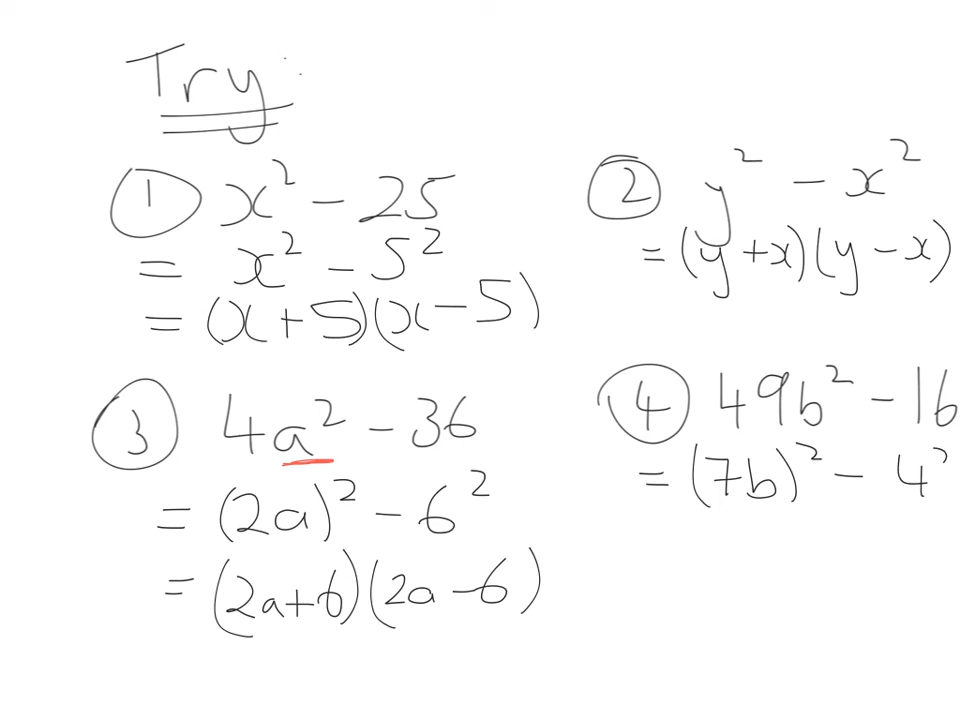 Try
① x² - 25
= x² - 5²
= (x+5)(x-5)
② y² - x²
= (y+x)(y-x)
③ 4a² - 36
= (2a)² - 6²
= (2a+6)(2a-6)
④ 49b² - 16
= (7b)² - 4²